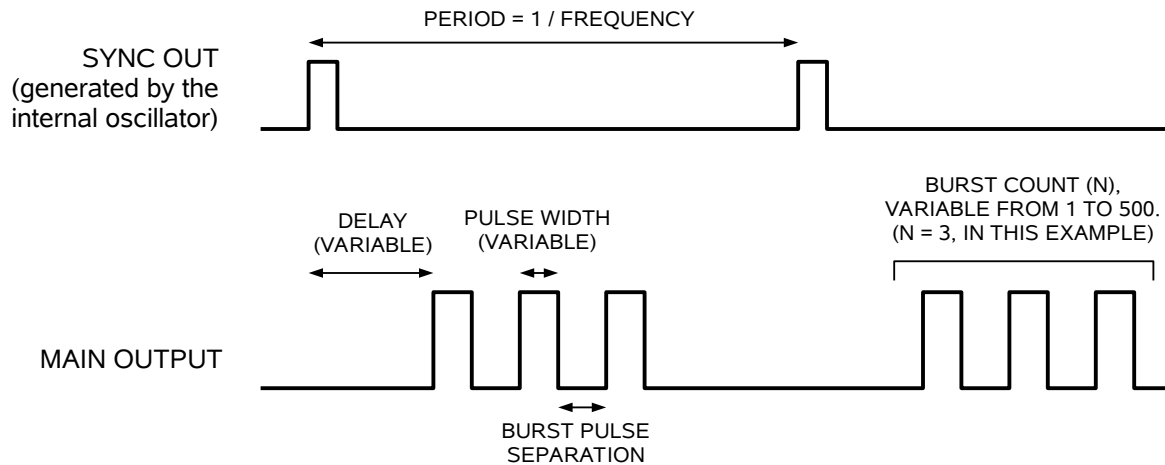 PERIOD = 1 / FREQUENCY
SYNC OUT
(generated by the
internal oscillator)
BURST COUNT (N),
VARIABLE FROM 1 TO 500.
(N = 3, IN THIS EXAMPLE)
DELAY
(VARIABLE)
PULSE WIDTH
(VARIABLE)
MAIN OUTPUT
BURST PULSE
SEPARATION